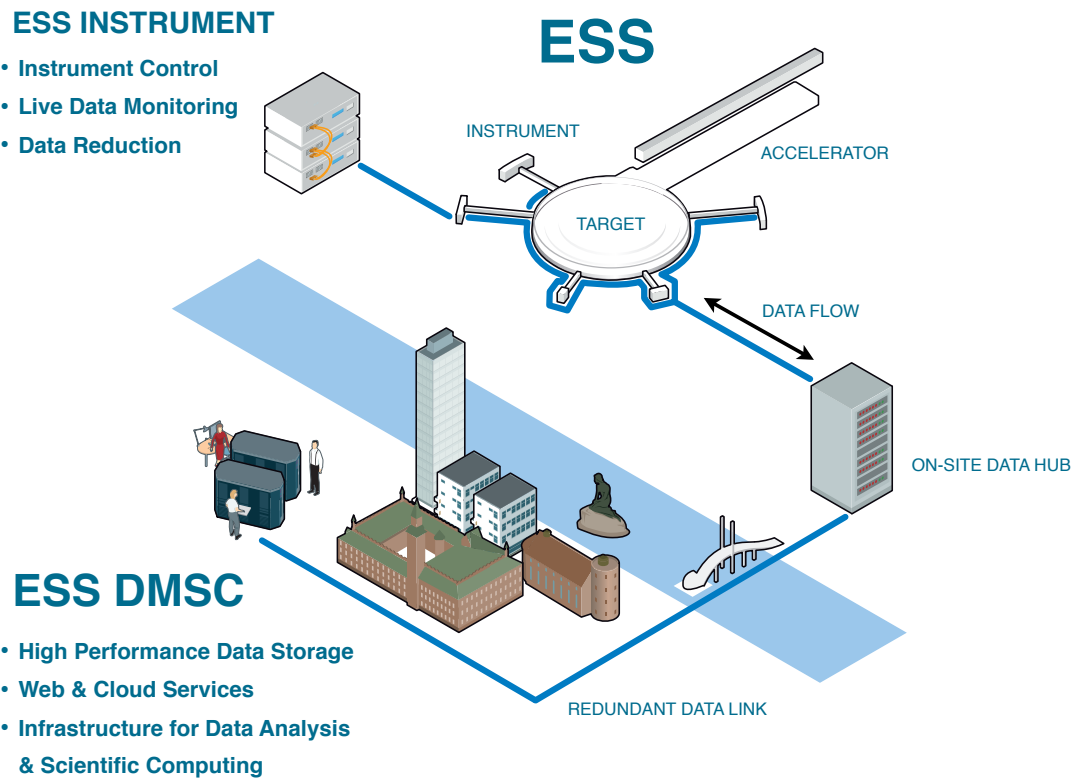 ESS INSTRUMENT
• Instrument Control
• Live Data Monitoring
• Data Reduction
ESS
INSTRUMENT
ACCELERATOR
TARGET
DATA FLOW
ON-SITE DATA HUB
ESS DMSC
• High Performance Data Storage
• Web & Cloud Services
• Infrastructure for Data Analysis
& Scientific Computing
REDUNDANT DATA LINK